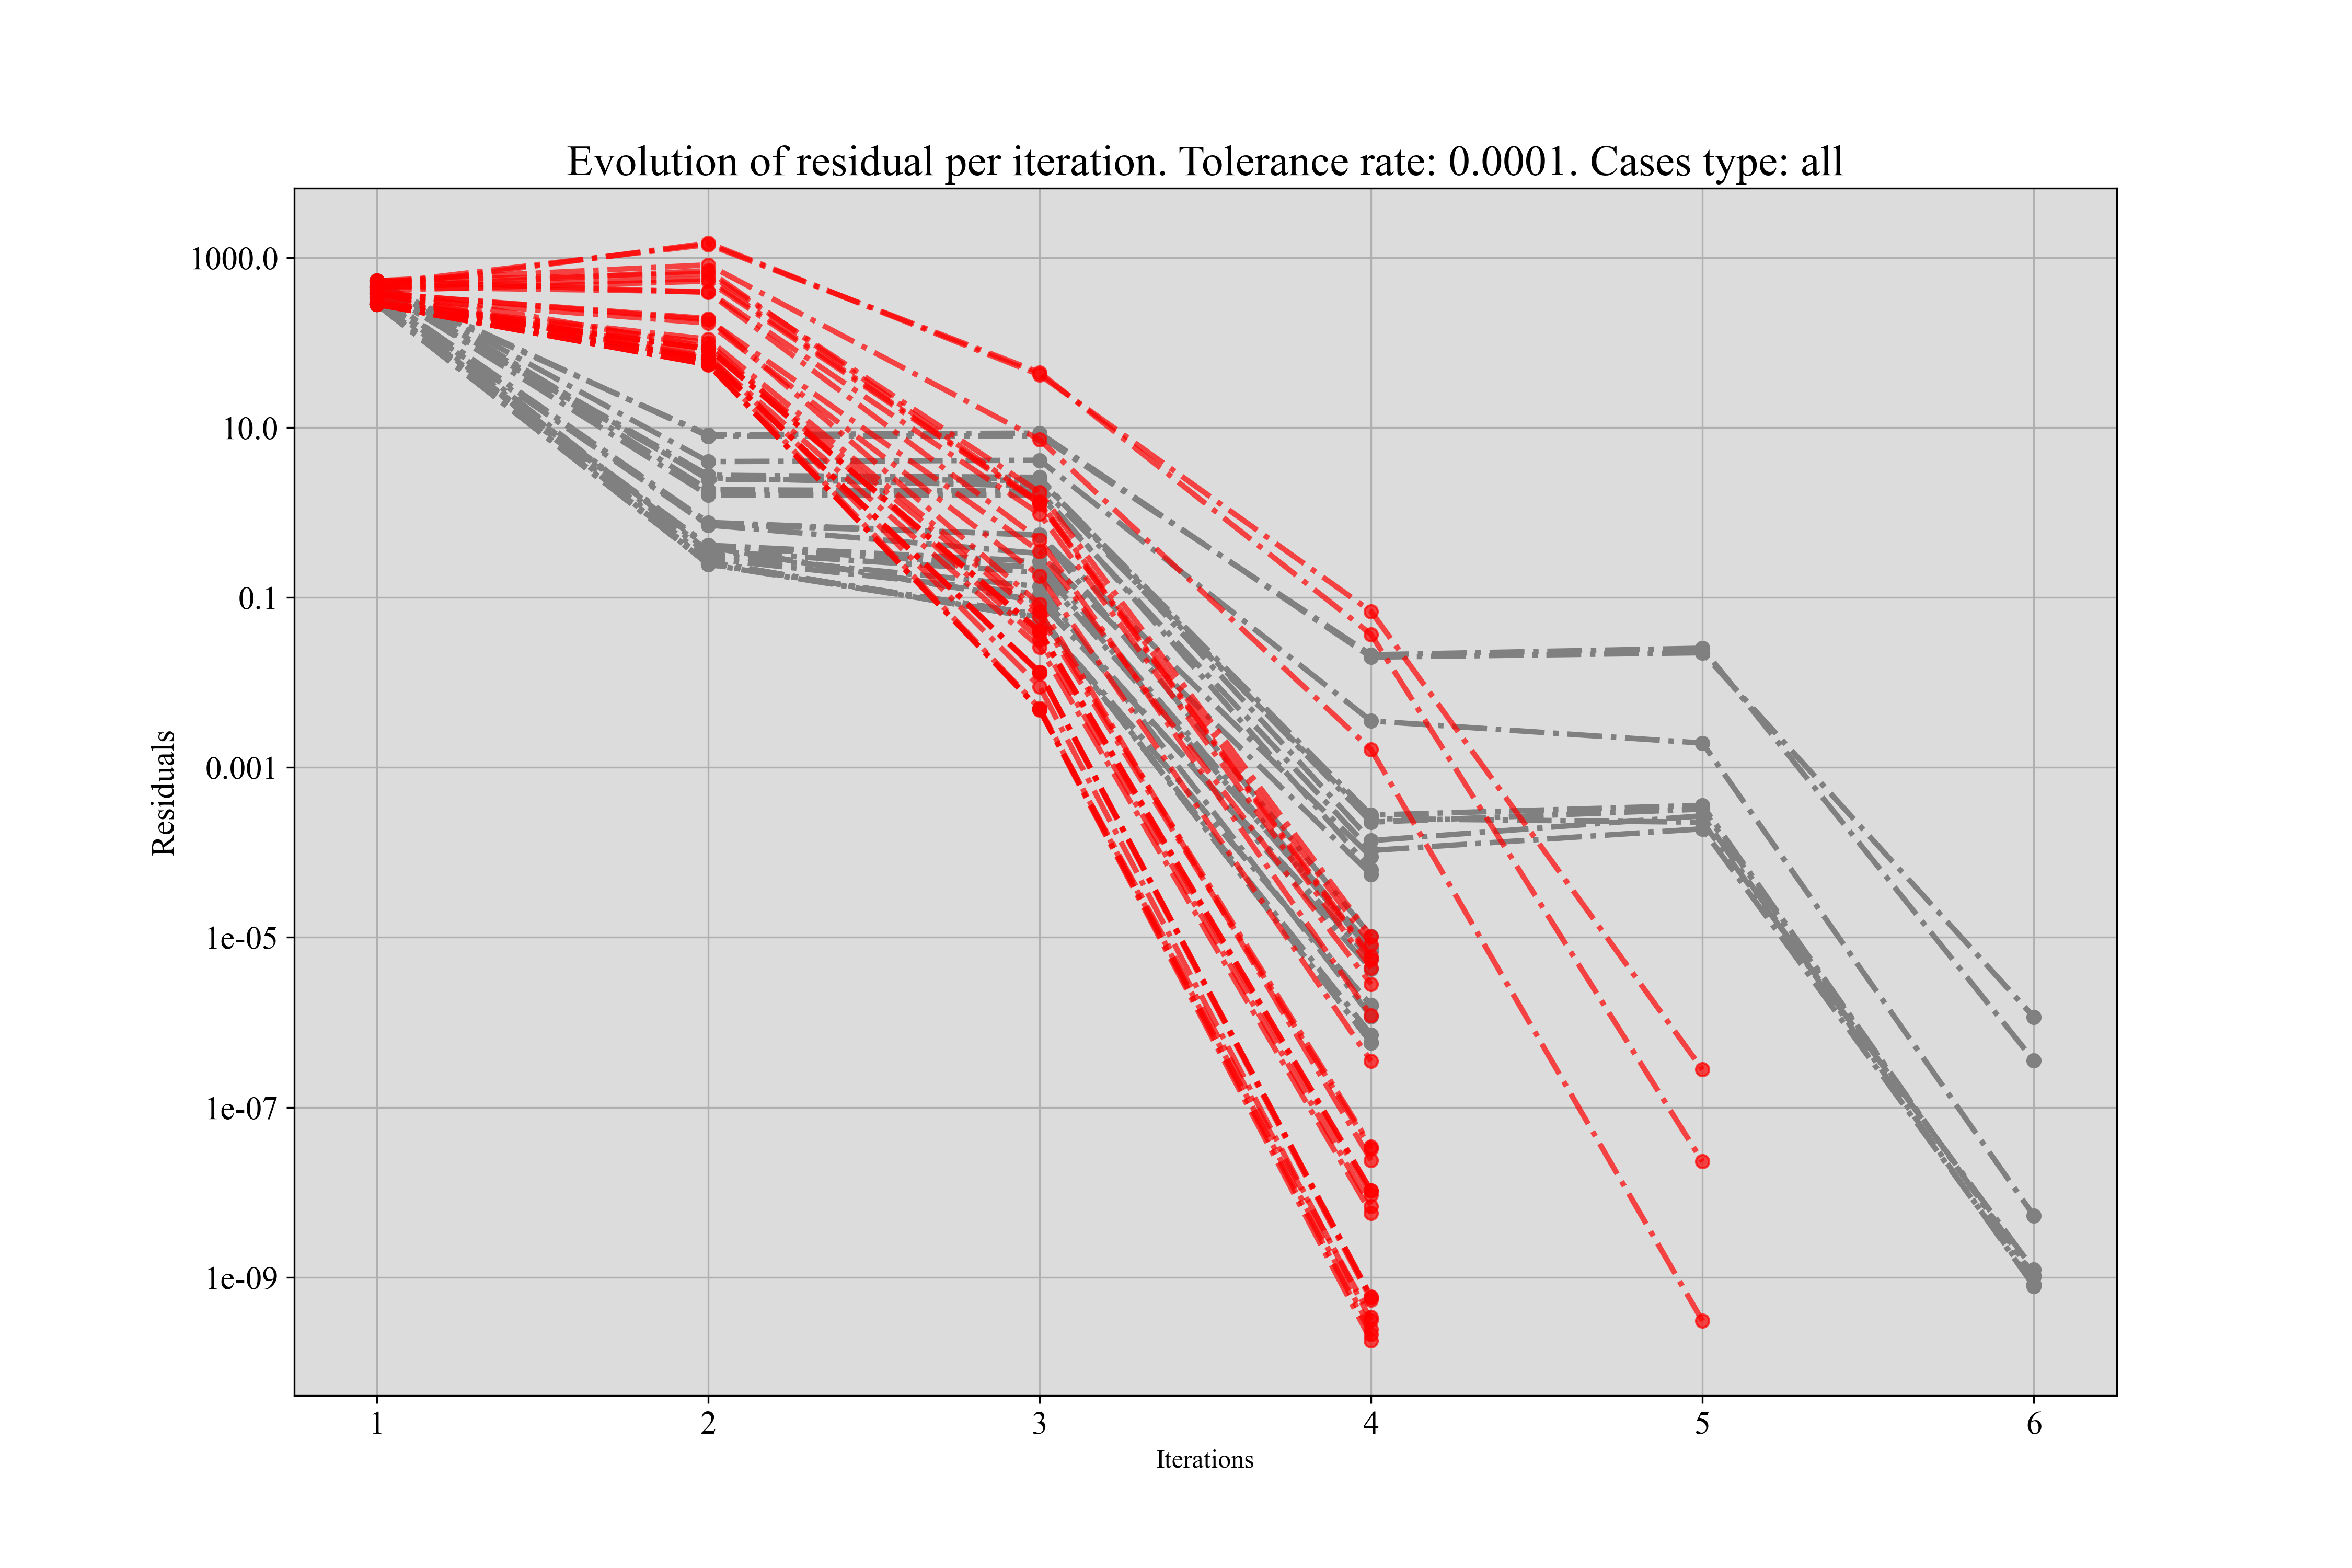 Evolution of residual per iteration. Tolerance rate: 0.0001. Cases type: all
1000.0
10.0
0.1
0.001
1e-05
1e-07
1e-09
Residuals
1 2 3 4 5 6
Iterations